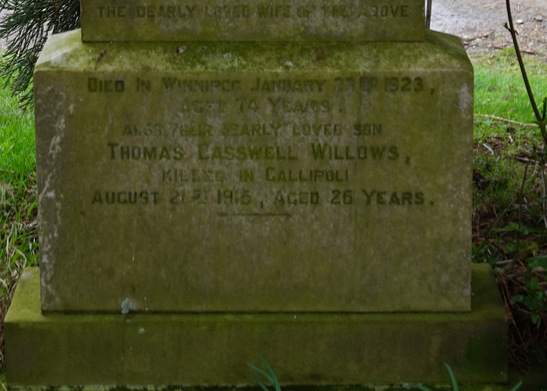 THE DEARLY LOVED WIFE OF THE ABOVE
DIED IN WINNIPEG JANUARY 1923,
AGED 74 YEARS.
ALSO THEIR DEARLY LOVED SON
THOMAS CASSWELL WILLOWS,
KILLED IN GALLIPOLI
AUGUST 21ST 1915, AGED 26 YEARS.